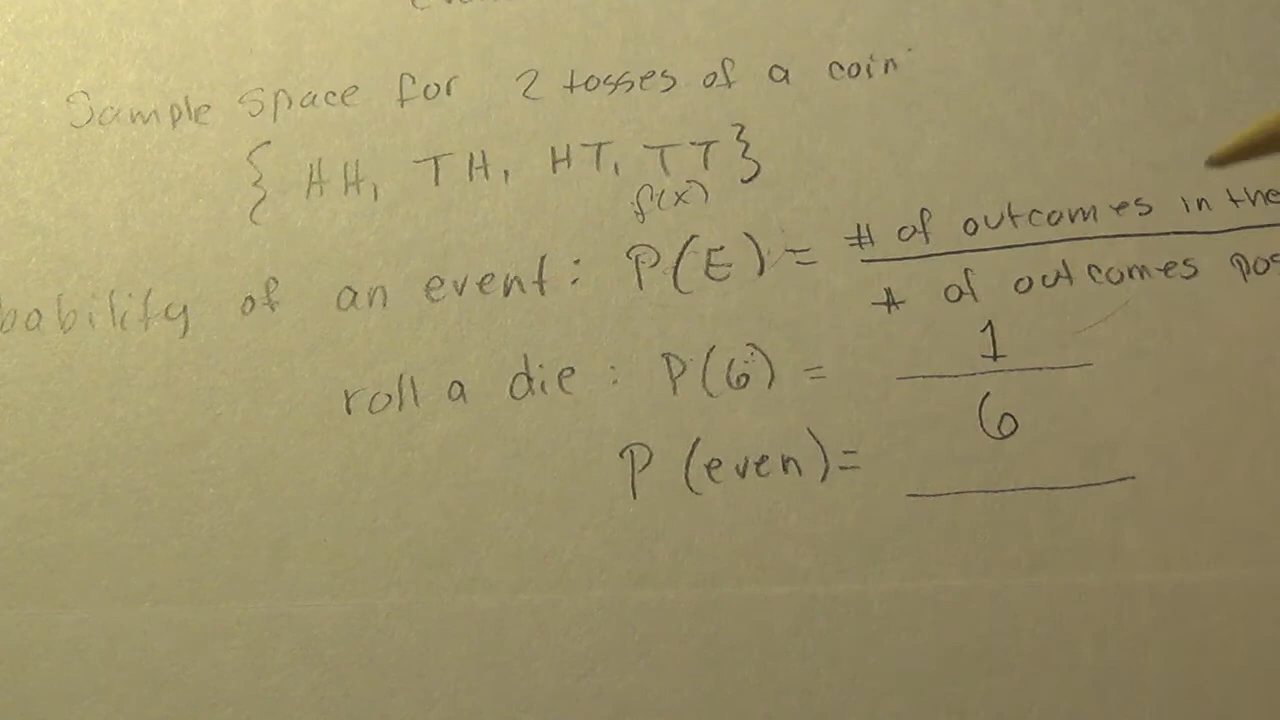 Sample space for 2 tosses of a coin
{ HH, TH, HT, TT }
f(x)
of an event: P(E) = # of outcomes in the
# of outcomes
roll a die : P(6) = 1
6
P (even) =